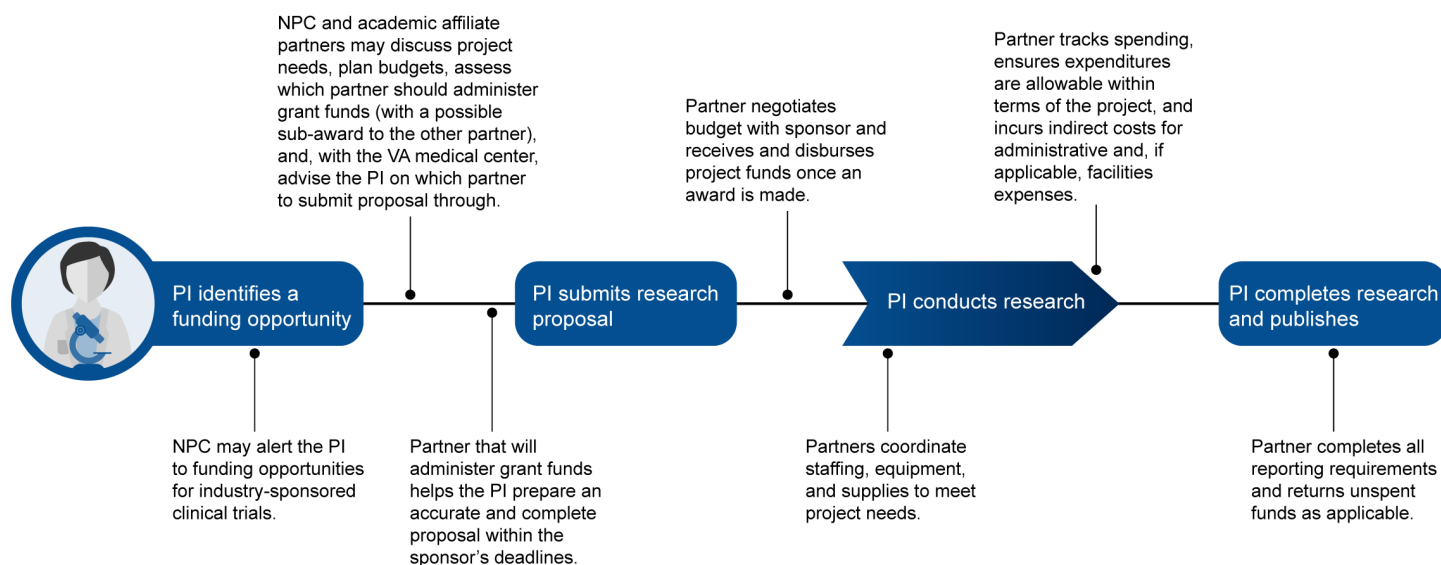 NPC and academic affiliate
partners may discuss project
needs, plan budgets, assess
which partner should administer
grant funds (with a possible
sub-award to the other partner),
and, with the VA medical center,
advise the PI on which partner
to submit proposal through.
Partner negotiates
budget with sponsor and
receives and disburses
project funds once an
award is made.
Partner tracks spending,
ensures expenditures
are allowable within
terms of the project, and
incurs indirect costs for
administrative and, if
applicable, facilities
expenses.
PI identifies a
funding opportunity
PI submits research
proposal
PI conducts research
PI completes research
and publishes
NPC may alert the PI
to funding opportunities
for industry-sponsored
clinical trials.
Partner that will
administer grant funds
helps the PI prepare an
accurate and complete
proposal within the
sponsor’s deadlines.
Partners coordinate
staffing, equipment,
and supplies to meet
project needs.
Partner completes all
reporting requirements
and returns unspent
funds as applicable.